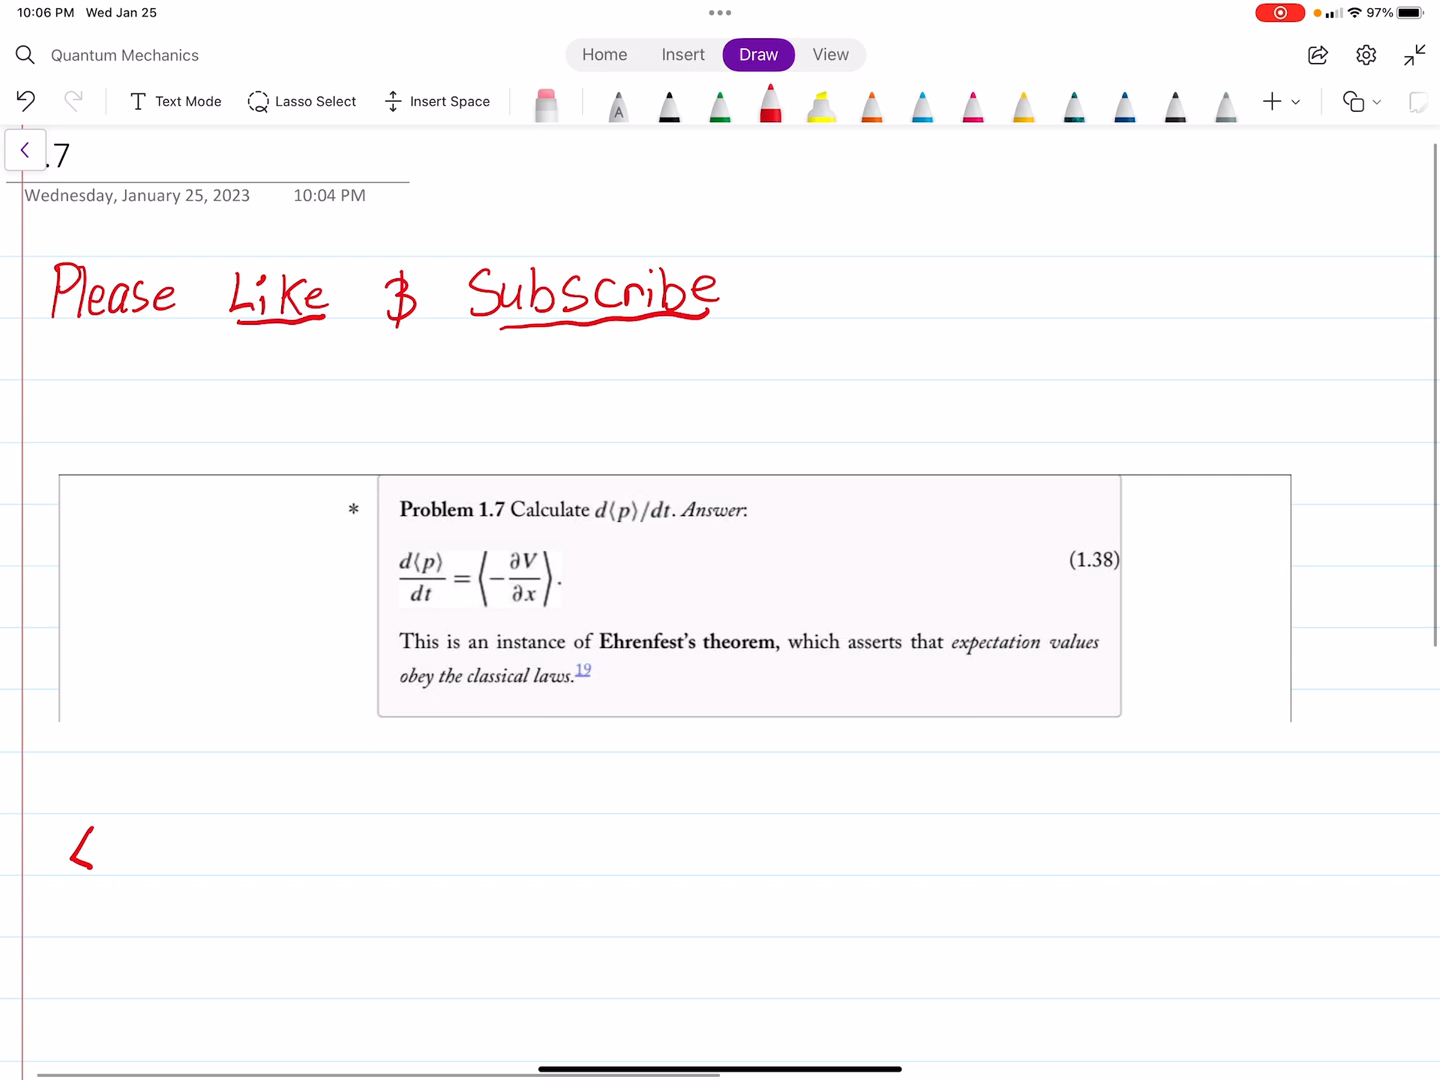 10:06 PM Wed Jan 25
97%
Quantum Mechanics
Home Insert Draw View
Text Mode Lasso Select Insert Space
.7
Wednesday, January 25, 2023 10:04 PM
Please Like & Subscribe
* Problem 1.7 Calculate d⟨p⟩/dt. Answer:
d⟨p⟩/dt = ⟨−∂V/∂x⟩. (1.38)
This is an instance of Ehrenfest's theorem, which asserts that expectation values
obey the classical laws.19
<